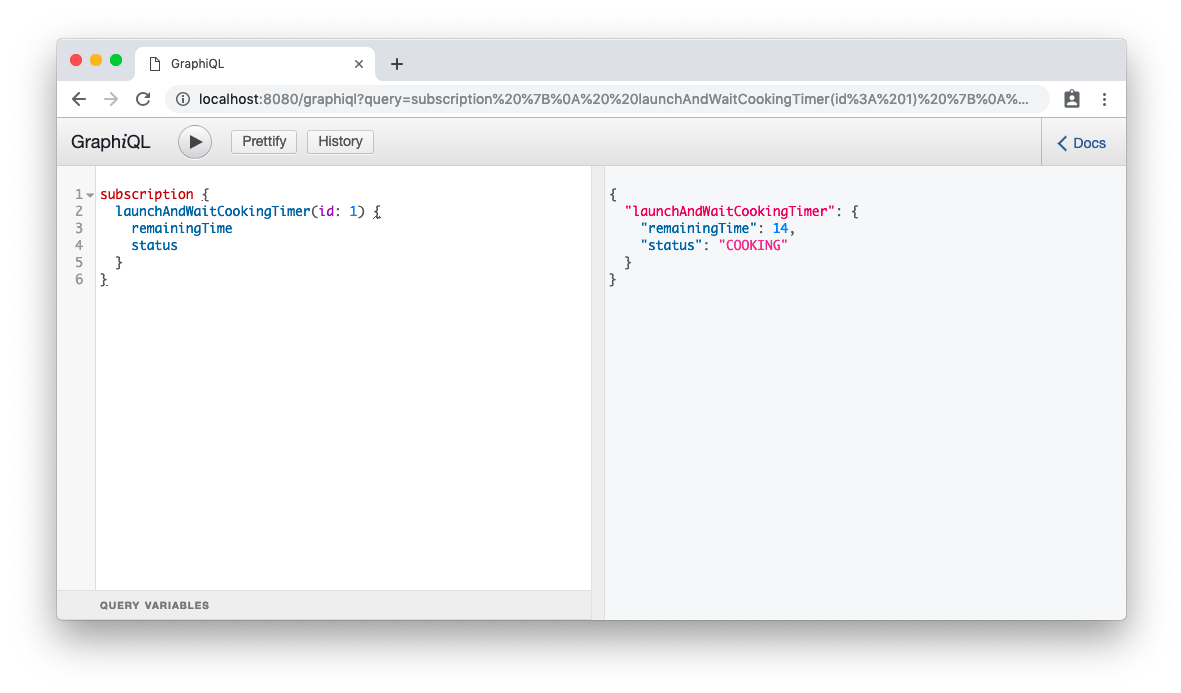 GraphiQL
localhost:8080/graphiql?query=subscription%20%7B%0A%20%20launchAndWaitCookingTimer(id%3A%201)%20%7B%0A%...
GraphiQL
Prettify
History
Docs
1 subscription {
2   launchAndWaitCookingTimer(id: 1) {
3     remainingTime
4     status
5   }
6 }
{
  "launchAndWaitCookingTimer": {
    "remainingTime": 14,
    "status": "COOKING"
  }
}
QUERY VARIABLES